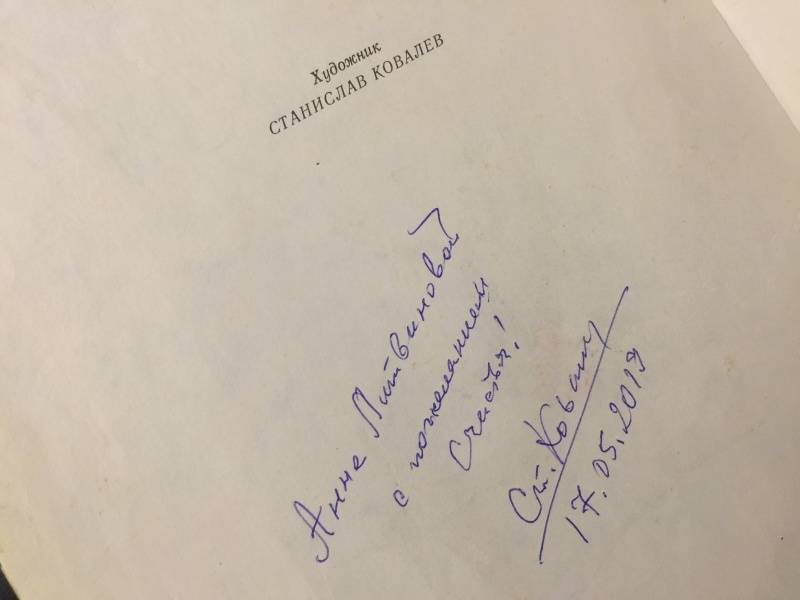 Художник
СТАНИСЛАВ КОВАЛЕВ
Анне Литвиновой
с пожеланием
счастья!
Ст. Ковалев
17.05.2019